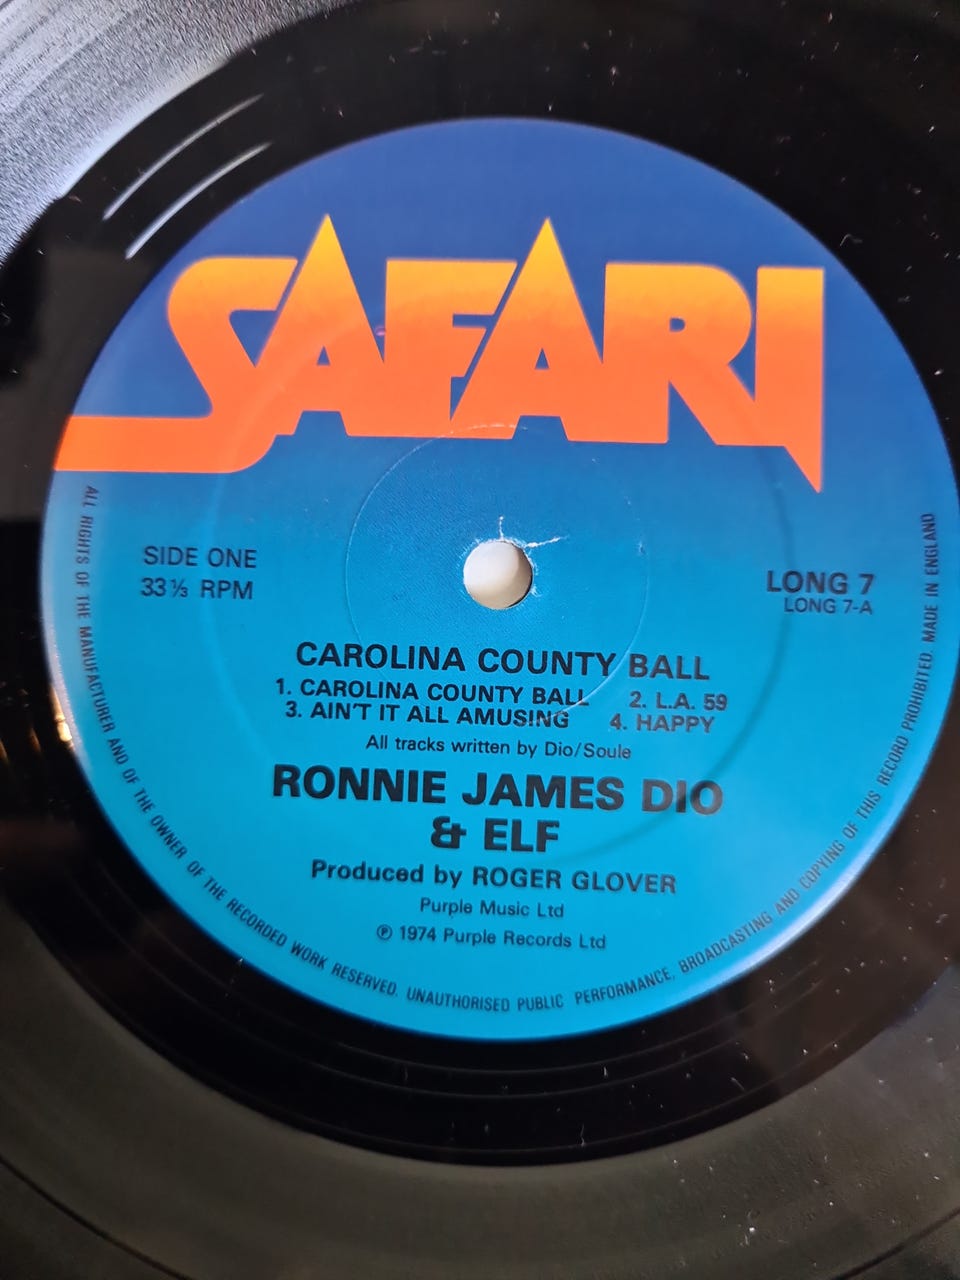 SAFARI
SIDE ONE
33⅓ RPM
LONG 7
LONG 7-A
CAROLINA COUNTY BALL
1. CAROLINA COUNTY BALL 2. L.A. 59
3. AIN'T IT ALL AMUSING 4. HAPPY
All tracks written by Dio/Soule
RONNIE JAMES DIO
& ELF
Produced by ROGER GLOVER
Purple Music Ltd
℗ 1974 Purple Records Ltd
ALL RIGHTS OF THE MANUFACTURER AND OF THE OWNER OF THE RECORDED WORK RESERVED. UNAUTHORISED PUBLIC PERFORMANCE, BROADCASTING AND COPYING OF THIS RECORD PROHIBITED. MADE IN ENGLAND